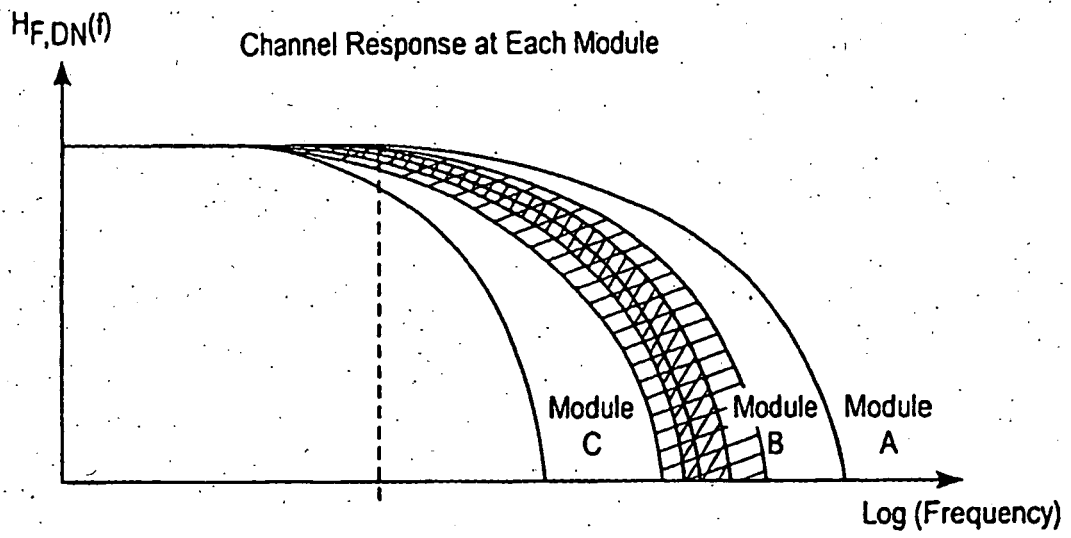 H_F,DN(f)
Channel Response at Each Module
Module
C
Module
B
Module
A
Log (Frequency)